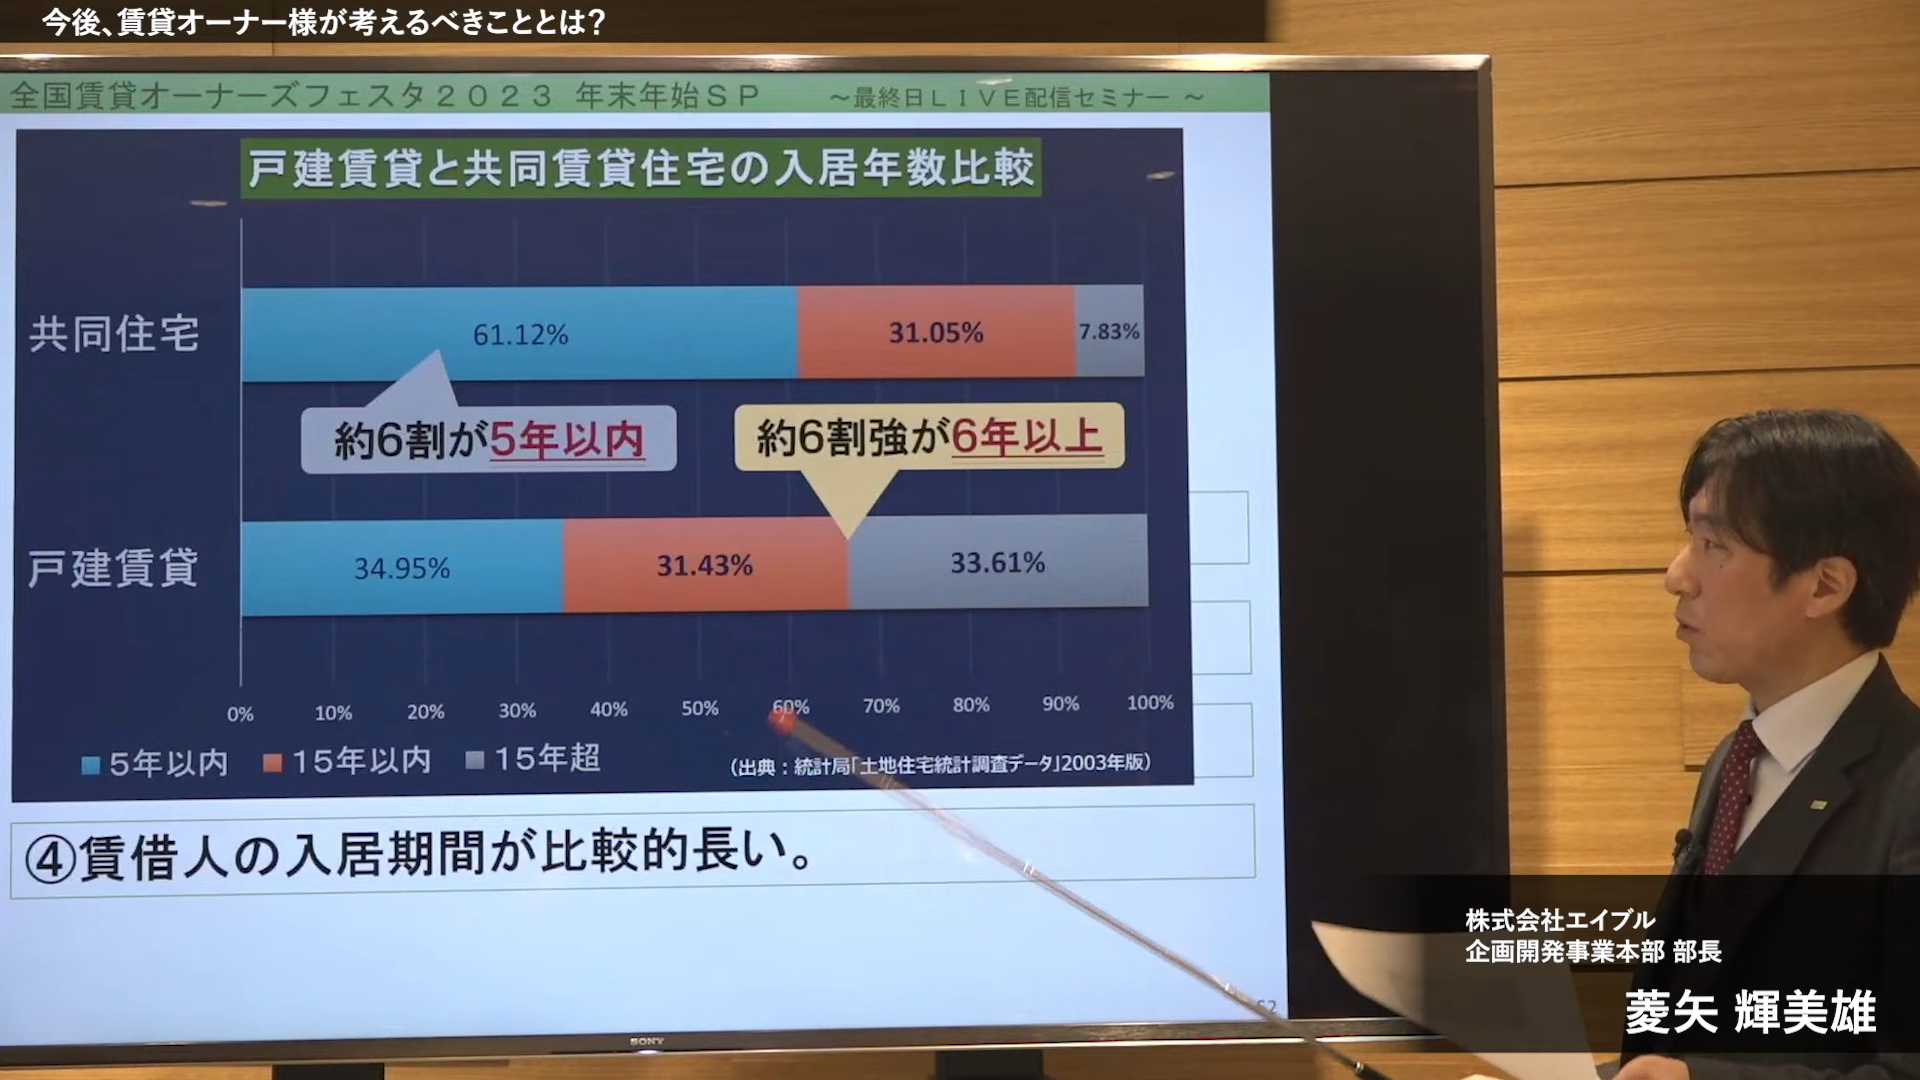 今後、賃貸オーナー様が考えるべきこととは?
全国賃貸オーナーズフェスタ2023 年末年始SP ～最終日LIVE配信セミナー ～
戸建賃貸と共同賃貸住宅の入居年数比較
共同住宅
61.12% 31.05% 7.83%
約6割が5年以内
約6割強が6年以上
戸建賃貸
34.95% 31.43% 33.61%
0% 10% 20% 30% 40% 50% 60% 70% 80% 90% 100%
5年以内 15年以内 15年超
(出典：統計局「土地住宅統計調査データ」2003年版)
④賃借人の入居期間が比較的長い。
52
SONY
株式会社エイブル
企画開発事業本部 部長
菱矢 輝美雄